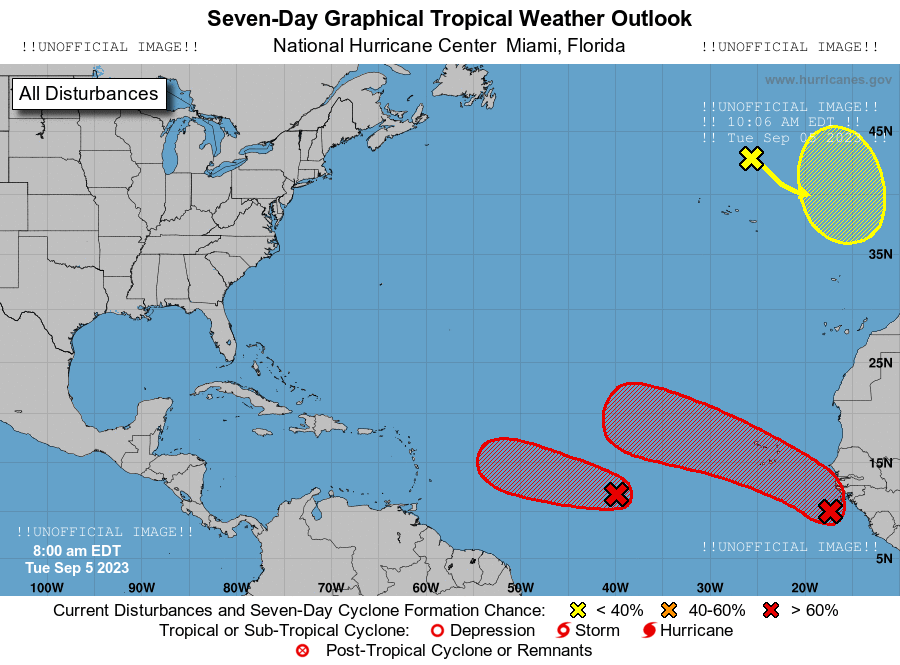 Seven-Day Graphical Tropical Weather Outlook
!!UNOFFICIAL IMAGE!! National Hurricane Center Miami, Florida !!UNOFFICIAL IMAGE!!
www.hurricanes.gov
All Disturbances
!!UNOFFICIAL IMAGE!!
!! 10:06 AM EDT !!
!! Tue Sep 05 2023 !!
45N
35N
25N
15N
!!UNOFFICIAL IMAGE!!
8:00 am EDT
!!UNOFFICIAL IMAGE!!
5N
Tue Sep 5 2023
100W 90W 80W 70W 60W 50W 40W 30W 20W
Current Disturbances and Seven-Day Cyclone Formation Chance: < 40% 40-60% > 60%
Tropical or Sub-Tropical Cyclone: Depression Storm Hurricane
Post-Tropical Cyclone or Remnants